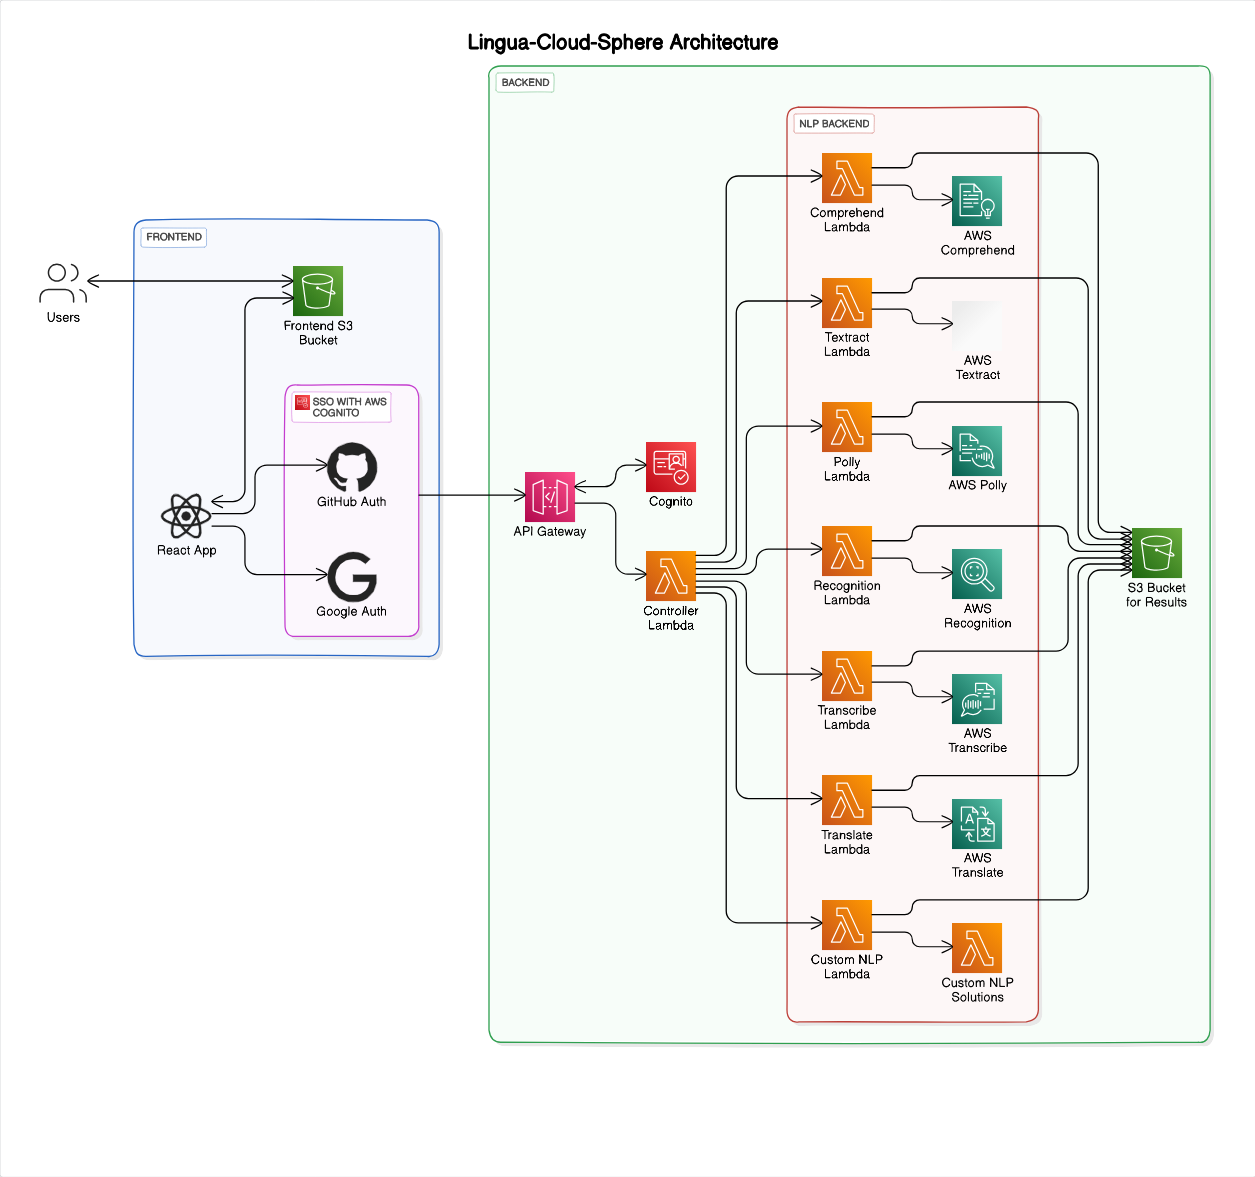 Lingua-Cloud-Sphere Architecture
BACKEND
NLP BACKEND
Comprehend
Lambda
AWS
Comprehend
FRONTEND
Users
Frontend S3
Bucket
Textract
Lambda
AWS
Textract
SSO WITH AWS
COGNITO
GitHub Auth
React App
Google Auth
API Gateway
Cognito
Controller
Lambda
Polly
Lambda
AWS Polly
Recognition
Lambda
AWS
Recognition
S3 Bucket
for Results
Transcribe
Lambda
AWS
Transcribe
Translate
Lambda
AWS
Translate
Custom NLP
Lambda
Custom NLP
Solutions